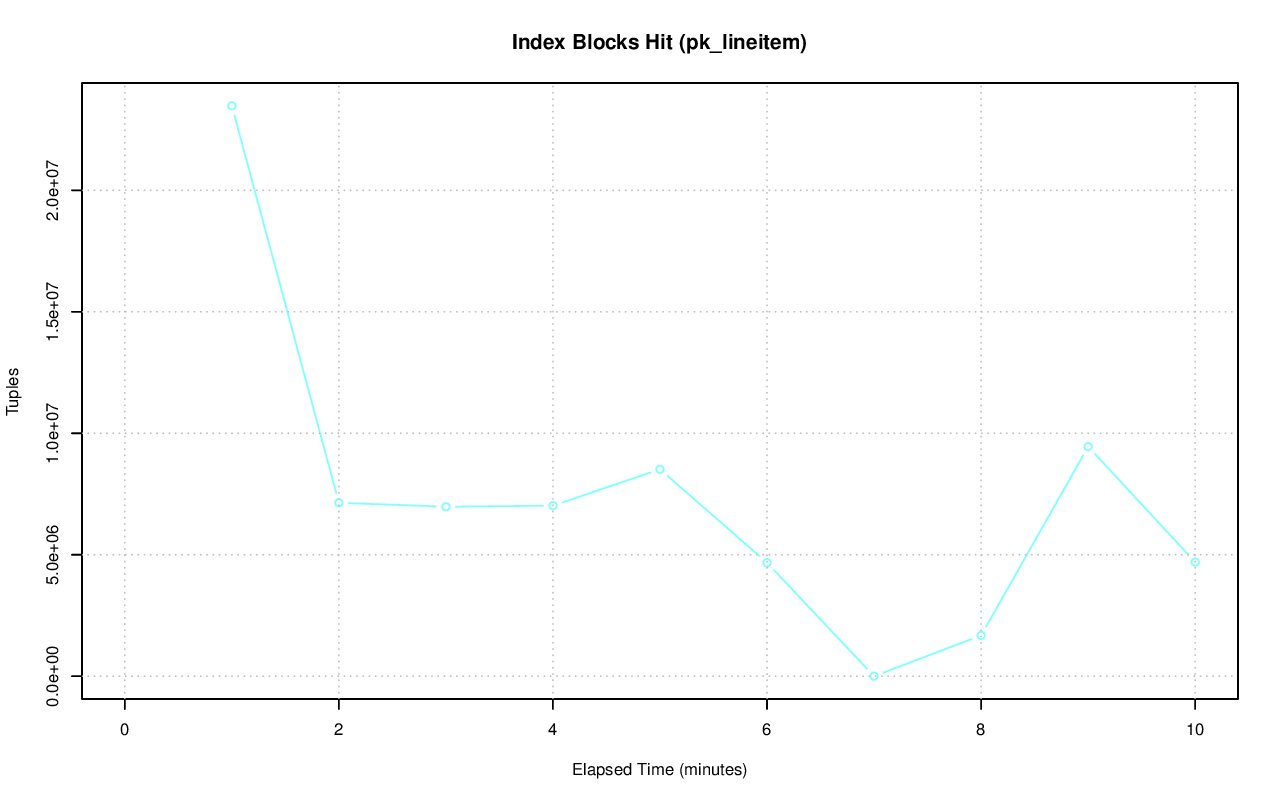 Index Blocks Hit (pk_lineitem)
Tuples
2.0e+07
1.5e+07
1.0e+07
5.0e+06
0.0e+00
0 2 4 6 8 10
Elapsed Time (minutes)